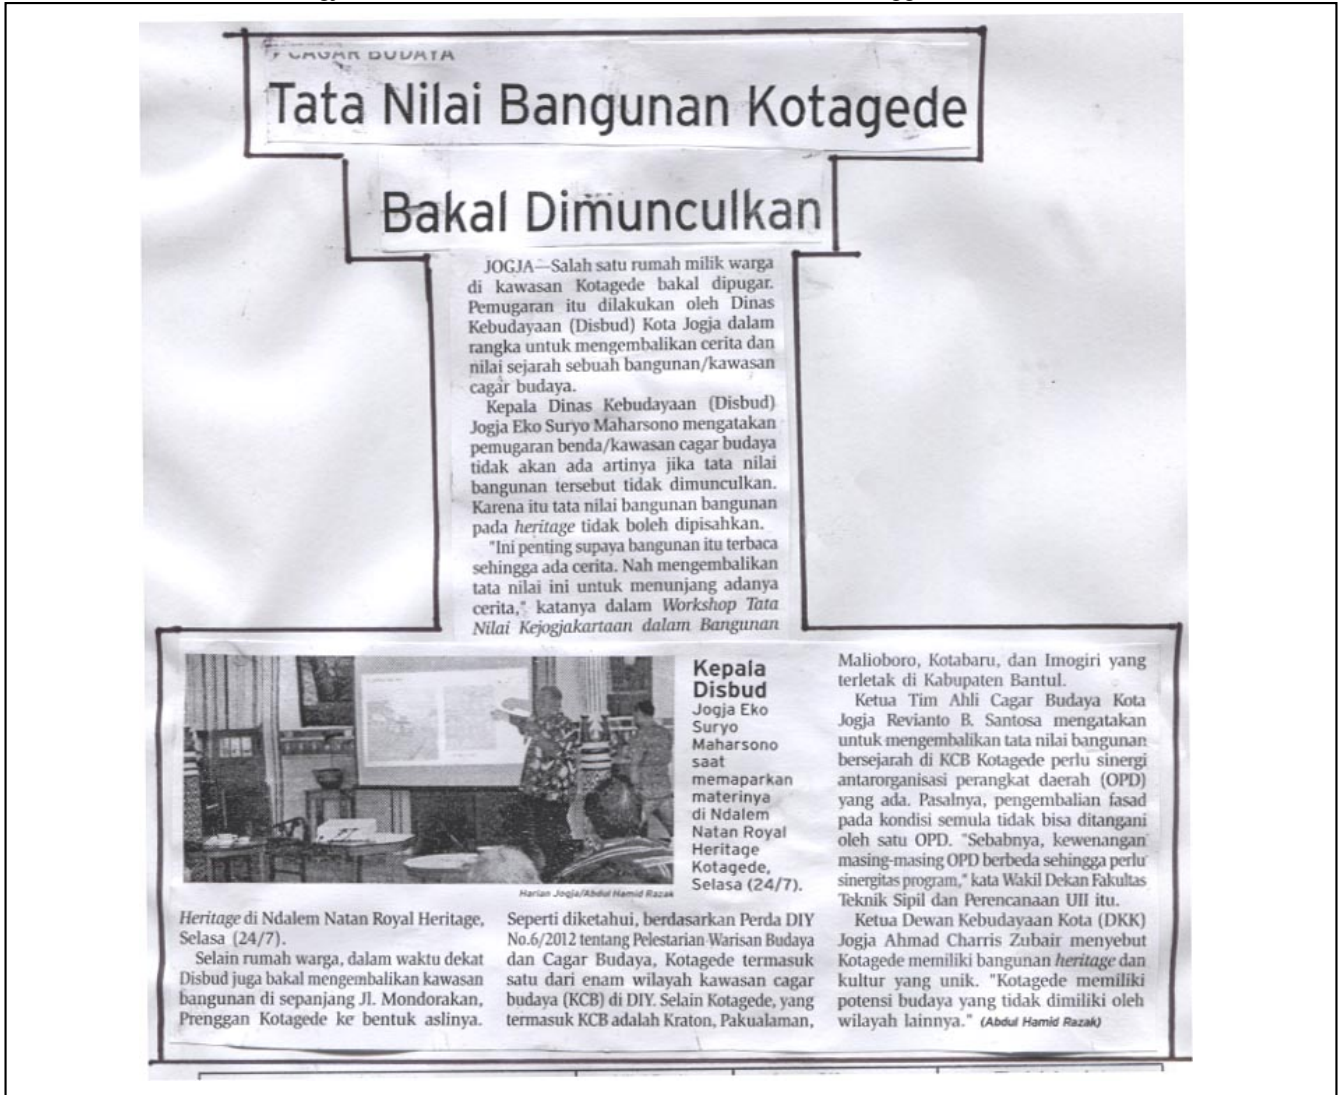 CAGAR BUDAYA
Tata Nilai Bangunan Kotagede
Bakal Dimunculkan
JOGJA—Salah satu rumah milik warga
di kawasan Kotagede bakal dipugar.
Pemugaran itu dilakukan oleh Dinas
Kebudayaan (Disbud) Kota Jogja dalam
rangka untuk mengembalikan cerita dan
nilai sejarah sebuah bangunan/kawasan
cagar budaya.
Kepala Dinas Kebudayaan (Disbud)
Jogja Eko Suryo Maharsono mengatakan
pemugaran benda/kawasan cagar budaya
tidak akan ada artinya jika tata nilai
bangunan tersebut tidak dimunculkan.
Karena itu tata nilai bangunan bangunan
pada heritage tidak boleh dipisahkan.
"Ini penting supaya bangunan itu terbaca
sehingga ada cerita. Nah mengembalikan
tata nilai ini untuk menunjang adanya
cerita," katanya dalam Workshop Tata
Nilai Kejogjakartaan dalam Bangunan
Kepala
Disbud
Jogja Eko
Suryo
Maharsono
saat
memaparkan
materinya
di Ndalem
Natan Royal
Heritage
Kotagede,
Selasa (24/7).
Harian Jogja/Abdul Hamid Razak
Heritage di Ndalem Natan Royal Heritage,
Selasa (24/7).
Selain rumah warga, dalam waktu dekat
Disbud juga bakal mengembalikan kawasan
bangunan di sepanjang Jl. Mondorakan,
Prenggan Kotagede ke bentuk aslinya.
Seperti diketahui, berdasarkan Perda DIY
No.6/2012 tentang Pelestarian Warisan Budaya
dan Cagar Budaya, Kotagede termasuk
satu dari enam wilayah kawasan cagar
budaya (KCB) di DIY. Selain Kotagede, yang
termasuk KCB adalah Kraton, Pakualaman,
Malioboro, Kotabaru, dan Imogiri yang
terletak di Kabupaten Bantul.
Ketua Tim Ahli Cagar Budaya Kota
Jogja Revianto B. Santosa mengatakan
untuk mengembalikan tata nilai bangunan
bersejarah di KCB Kotagede perlu sinergi
antarorganisasi perangkat daerah (OPD)
yang ada. Pasalnya, pengembalian fasad
pada kondisi semula tidak bisa ditangani
oleh satu OPD. "Sebabnya, kewenangan
masing-masing OPD berbeda sehingga perlu
sinergitas program," kata Wakil Dekan Fakultas
Teknik Sipil dan Perencanaan UII itu.
Ketua Dewan Kebudayaan Kota (DKK)
Jogja Ahmad Charris Zubair menyebut
Kotagede memiliki bangunan heritage dan
kultur yang unik. "Kotagede memiliki
potensi budaya yang tidak dimiliki oleh
wilayah lainnya." (Abdul Hamid Razak)